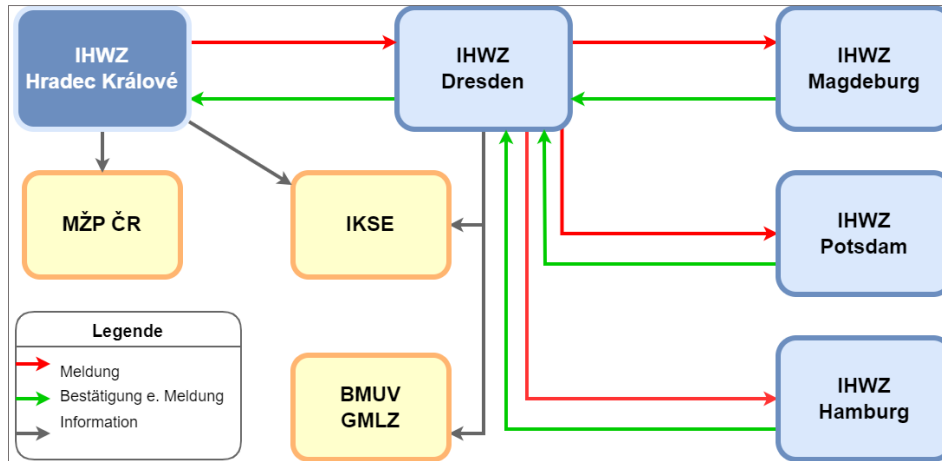 IHWZ
Hradec Králové
IHWZ
Dresden
IHWZ
Magdeburg
MŽP ČR
IKSE
IHWZ
Potsdam
Legende
Meldung
Bestätigung e. Meldung
Information
BMUV
GMLZ
IHWZ
Hamburg